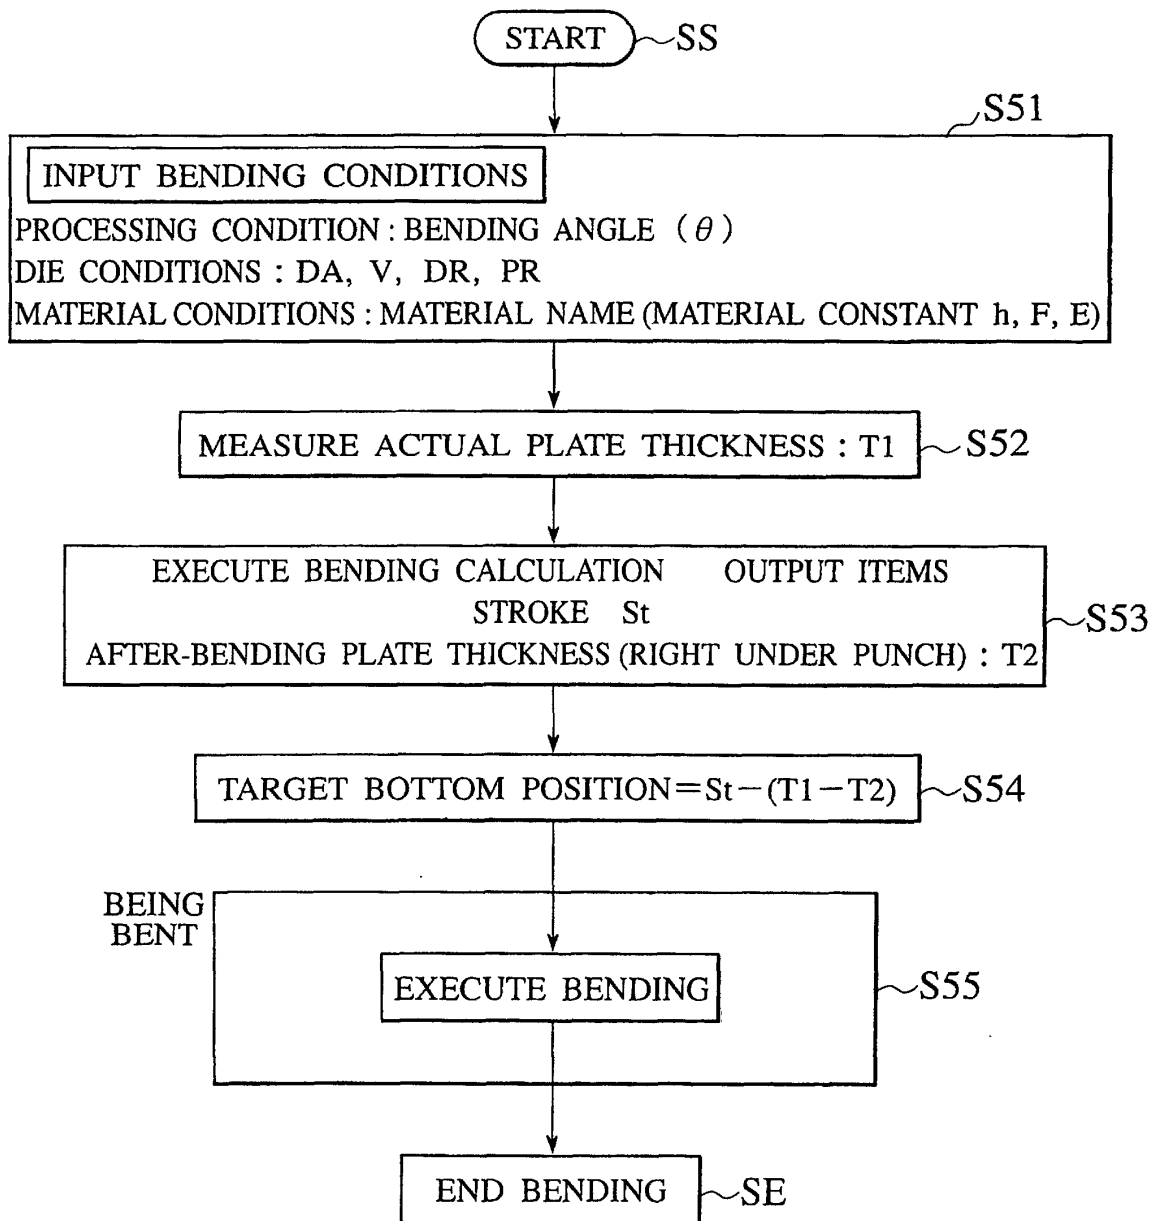 START SS
S51
INPUT BENDING CONDITIONS
PROCESSING CONDITION : BENDING ANGLE (θ)
DIE CONDITIONS : DA, V, DR, PR
MATERIAL CONDITIONS : MATERIAL NAME (MATERIAL CONSTANT h, F, E)
MEASURE ACTUAL PLATE THICKNESS : T1 S52
EXECUTE BENDING CALCULATION OUTPUT ITEMS
STROKE St
S53
AFTER-BENDING PLATE THICKNESS (RIGHT UNDER PUNCH) : T2
TARGET BOTTOM POSITION=St-(T1-T2) S54
BEING
BENT
EXECUTE BENDING S55
END BENDING SE